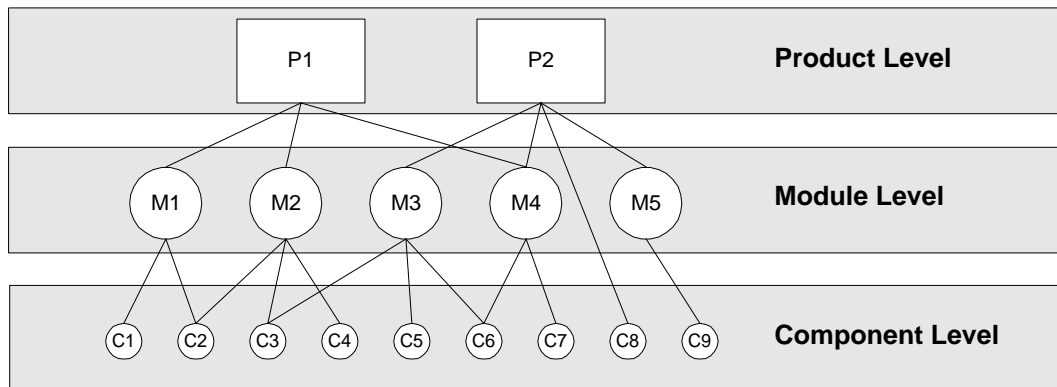 P1 P2 Product Level
M1 M2 M3 M4 M5 Module Level
C1 C2 C3 C4 C5 C6 C7 C8 C9 Component Level